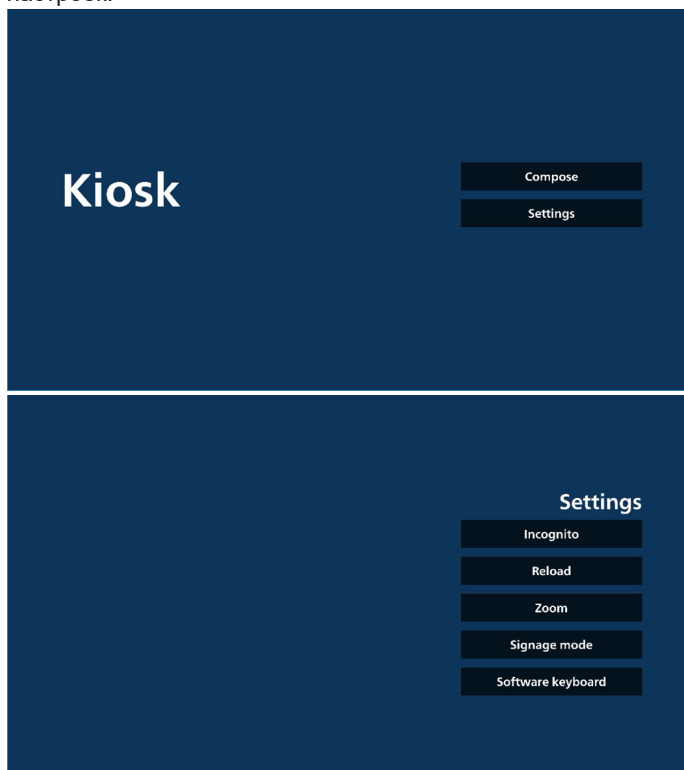 Kiosk
Compose
Settings
Settings
Incognito
Reload
Zoom
Signage mode
Software keyboard